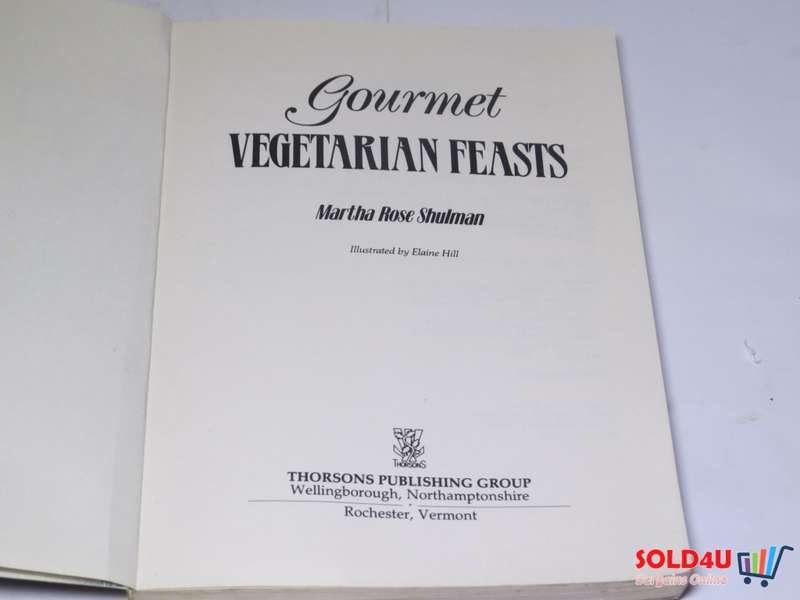 Gourmet
VEGETARIAN FEASTS
Martha Rose Shulman
Illustrated by Elaine Hill
THORSONS
THORSONS PUBLISHING GROUP
Wellingborough, Northamptonshire
Rochester, Vermont
SOLD4U
Bargains Online